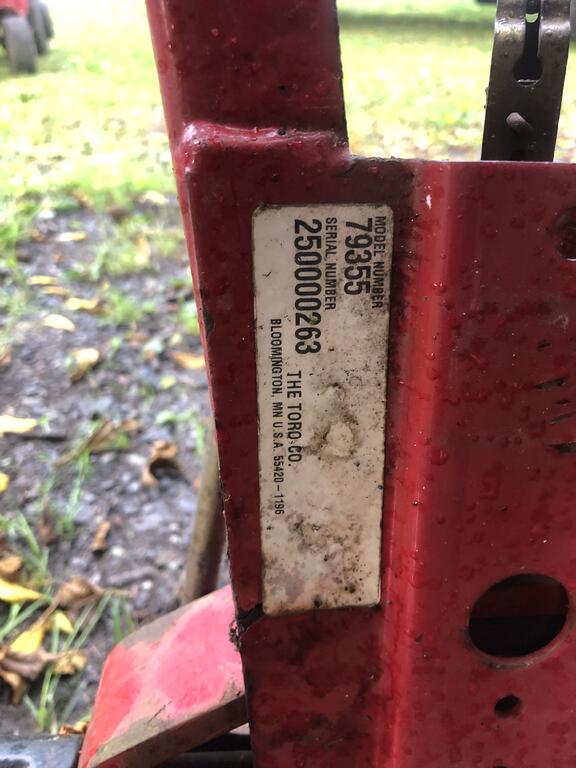 MODEL NUMBER
79355
SERIAL NUMBER
250000263
THE TORO CO.
BLOOMINGTON, MN U.S.A. 55420-1196